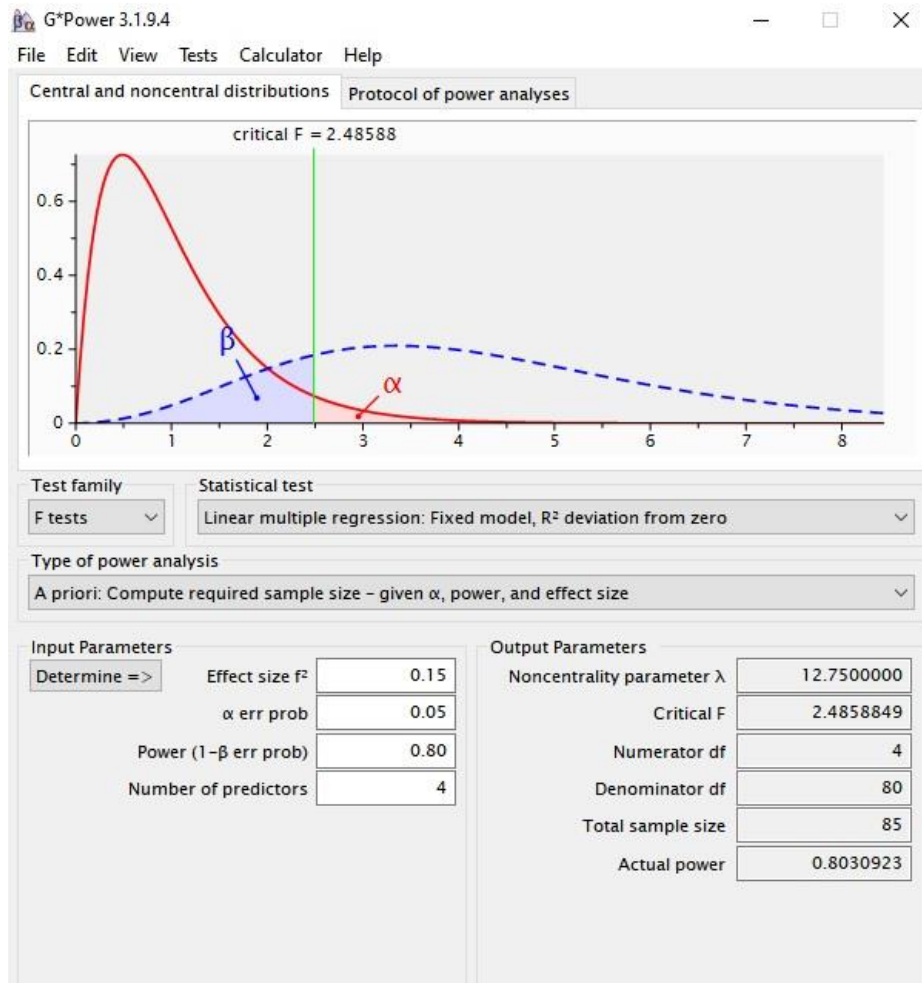 G*Power 3.1.9.4
File Edit View Tests Calculator Help
Central and noncentral distributions Protocol of power analyses
critical F = 2.48588
0.6
0.4
0.2
0
β
α
0 1 2 3 4 5 6 7 8
Test family Statistical test
F tests Linear multiple regression: Fixed model, R² deviation from zero
Type of power analysis
A priori: Compute required sample size – given α, power, and effect size
Input Parameters Output Parameters
Determine => Effect size f² 0.15 Noncentrality parameter λ 12.7500000
α err prob 0.05 Critical F 2.4858849
Power (1-β err prob) 0.80 Numerator df 4
Number of predictors 4 Denominator df 80
Total sample size 85
Actual power 0.8030923